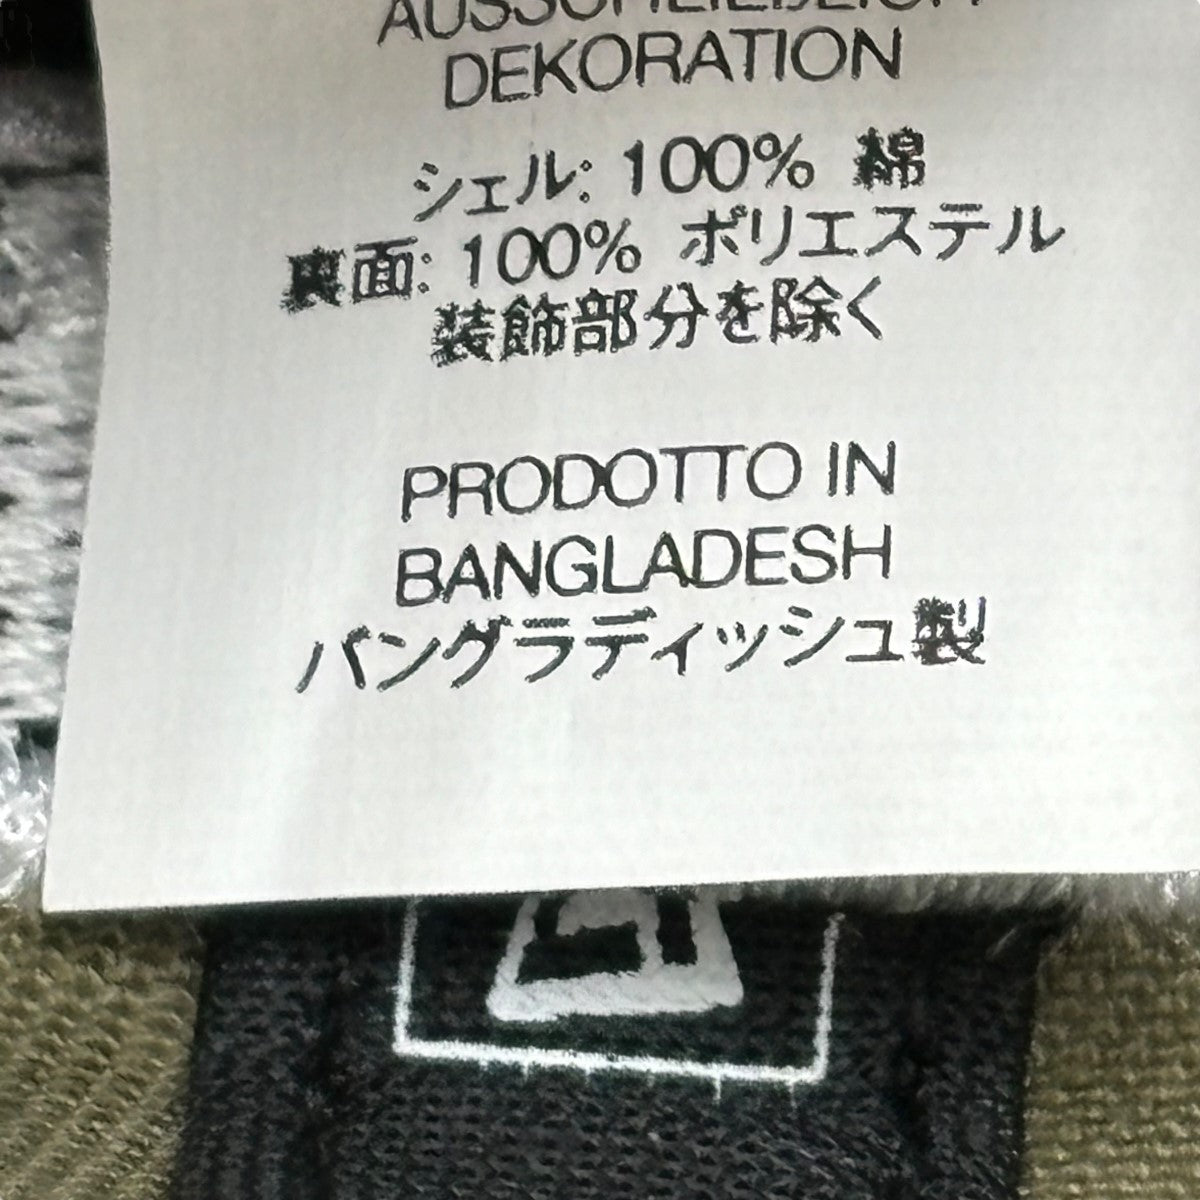 AUSSCHLIEßLICH
DEKORATION
シェル: 100% 綿
裏面: 100% ポリエステル
装飾部分を除く
PRODOTTO IN
BANGLADESH
バングラディッシュ製